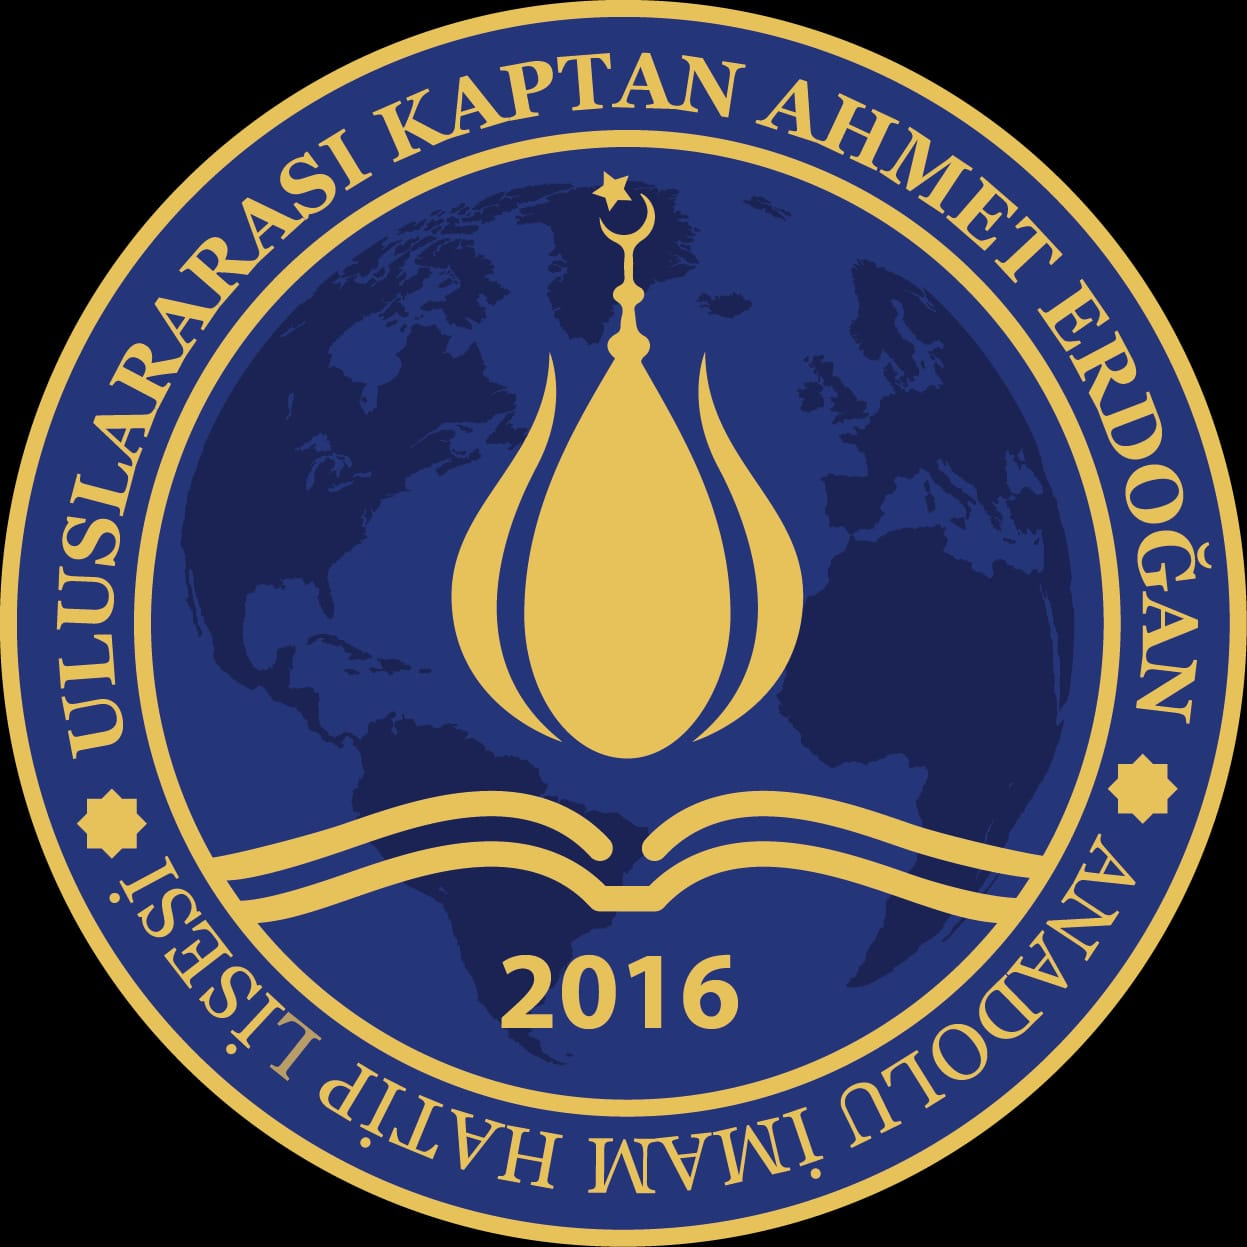 ULUSLARARASI KAPTAN AHMET ERDOĞAN
ANADOLU İMAM HATİP LİSESİ
2016